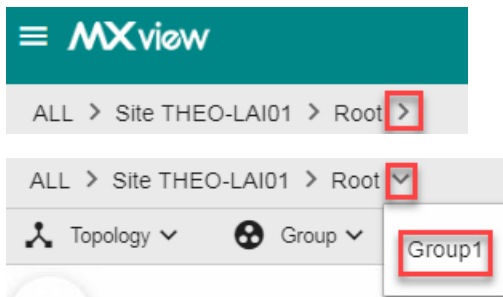 MXview
ALL > Site THEO-LAI01 > Root >
ALL > Site THEO-LAI01 > Root
Topology Group
Group1